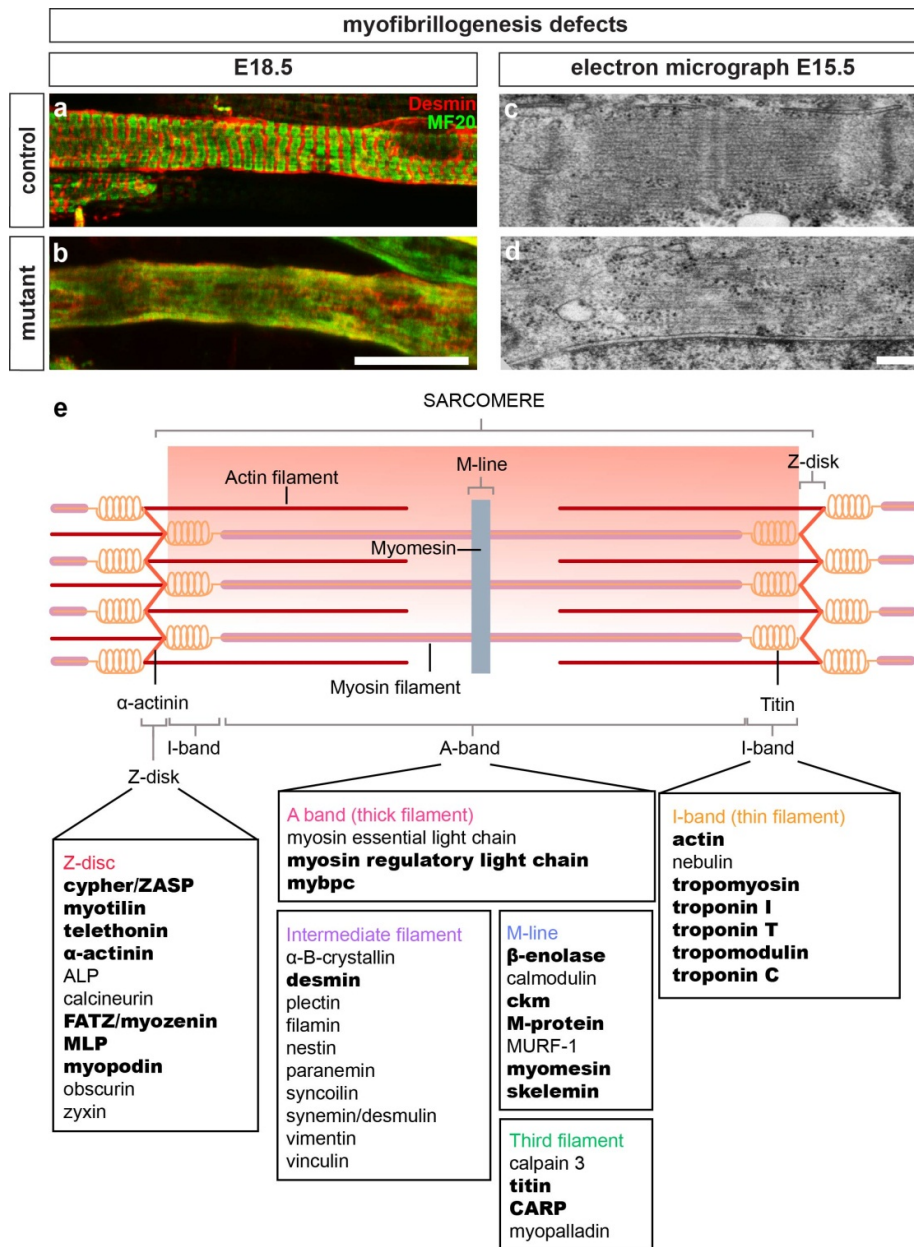 myofibrillogenesis defects
E18.5
electron micrograph E15.5
control
mutant
a
Desmin
MF20
b
c
d
e
SARCOMERE
Actin filament
M-line
Z-disk
Myomesin
Myosin filament
α-actinin
Titin
I-band
A-band
I-band
Z-disk
Z-disc
cypher/ZASP
myotilin
telethonin
α-actinin
ALP
calcineurin
FATZ/myozenin
MLP
myopodin
obscurin
zyxin
A band (thick filament)
myosin essential light chain
myosin regulatory light chain
mybpc
Intermediate filament
α-B-crystallin
desmin
plectin
filamin
nestin
paranemin
syncoilin
synemin/desmulin
vimentin
vinculin
M-line
β-enolase
calmodulin
ckm
M-protein
MURF-1
myomesin
skelemin
Third filament
calpain 3
titin
CARP
myopalladin
I-band (thin filament)
actin
nebulin
tropomyosin
troponin I
troponin T
tropomodulin
troponin C